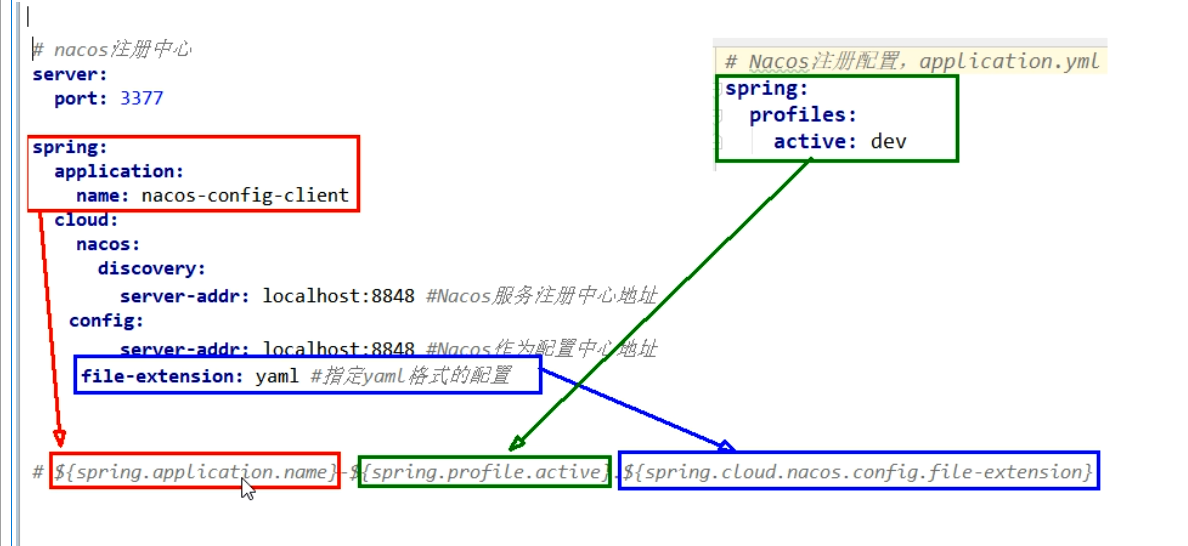 # nacos注册中心
server:
port: 3377
spring:
application:
name: nacos-config-client
cloud:
nacos:
discovery:
server-addr: localhost:8848 #Nacos服务注册中心地址
config:
server-addr: localhost:8848 #Nacos作为配置中心地址
file-extension: yaml #指定yaml格式的配置
# Nacos注册配置，application.yml
spring:
profiles:
active: dev
# ${spring.application.name}-${spring.profile.active}.${spring.cloud.nacos.config.file-extension}